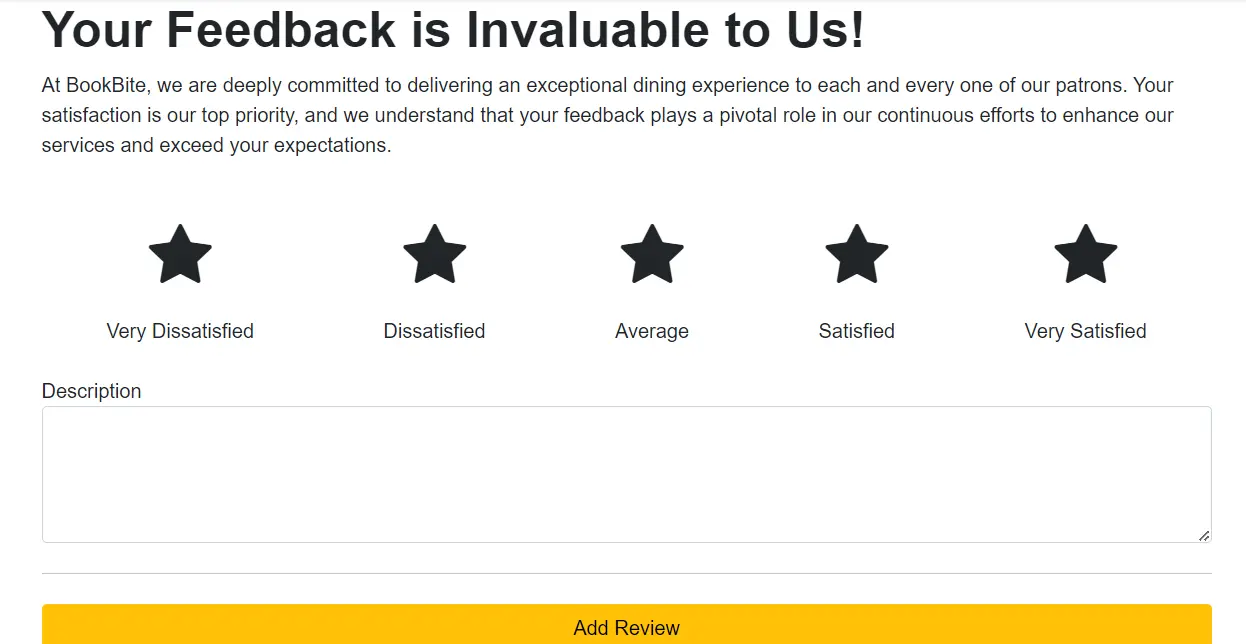 Your Feedback is Invaluable to Us!
At BookBite, we are deeply committed to delivering an exceptional dining experience to each and every one of our patrons. Your
satisfaction is our top priority, and we understand that your feedback plays a pivotal role in our continuous efforts to enhance our
services and exceed your expectations.
Very Dissatisfied Dissatisfied Average Satisfied Very Satisfied
Description
Add Review